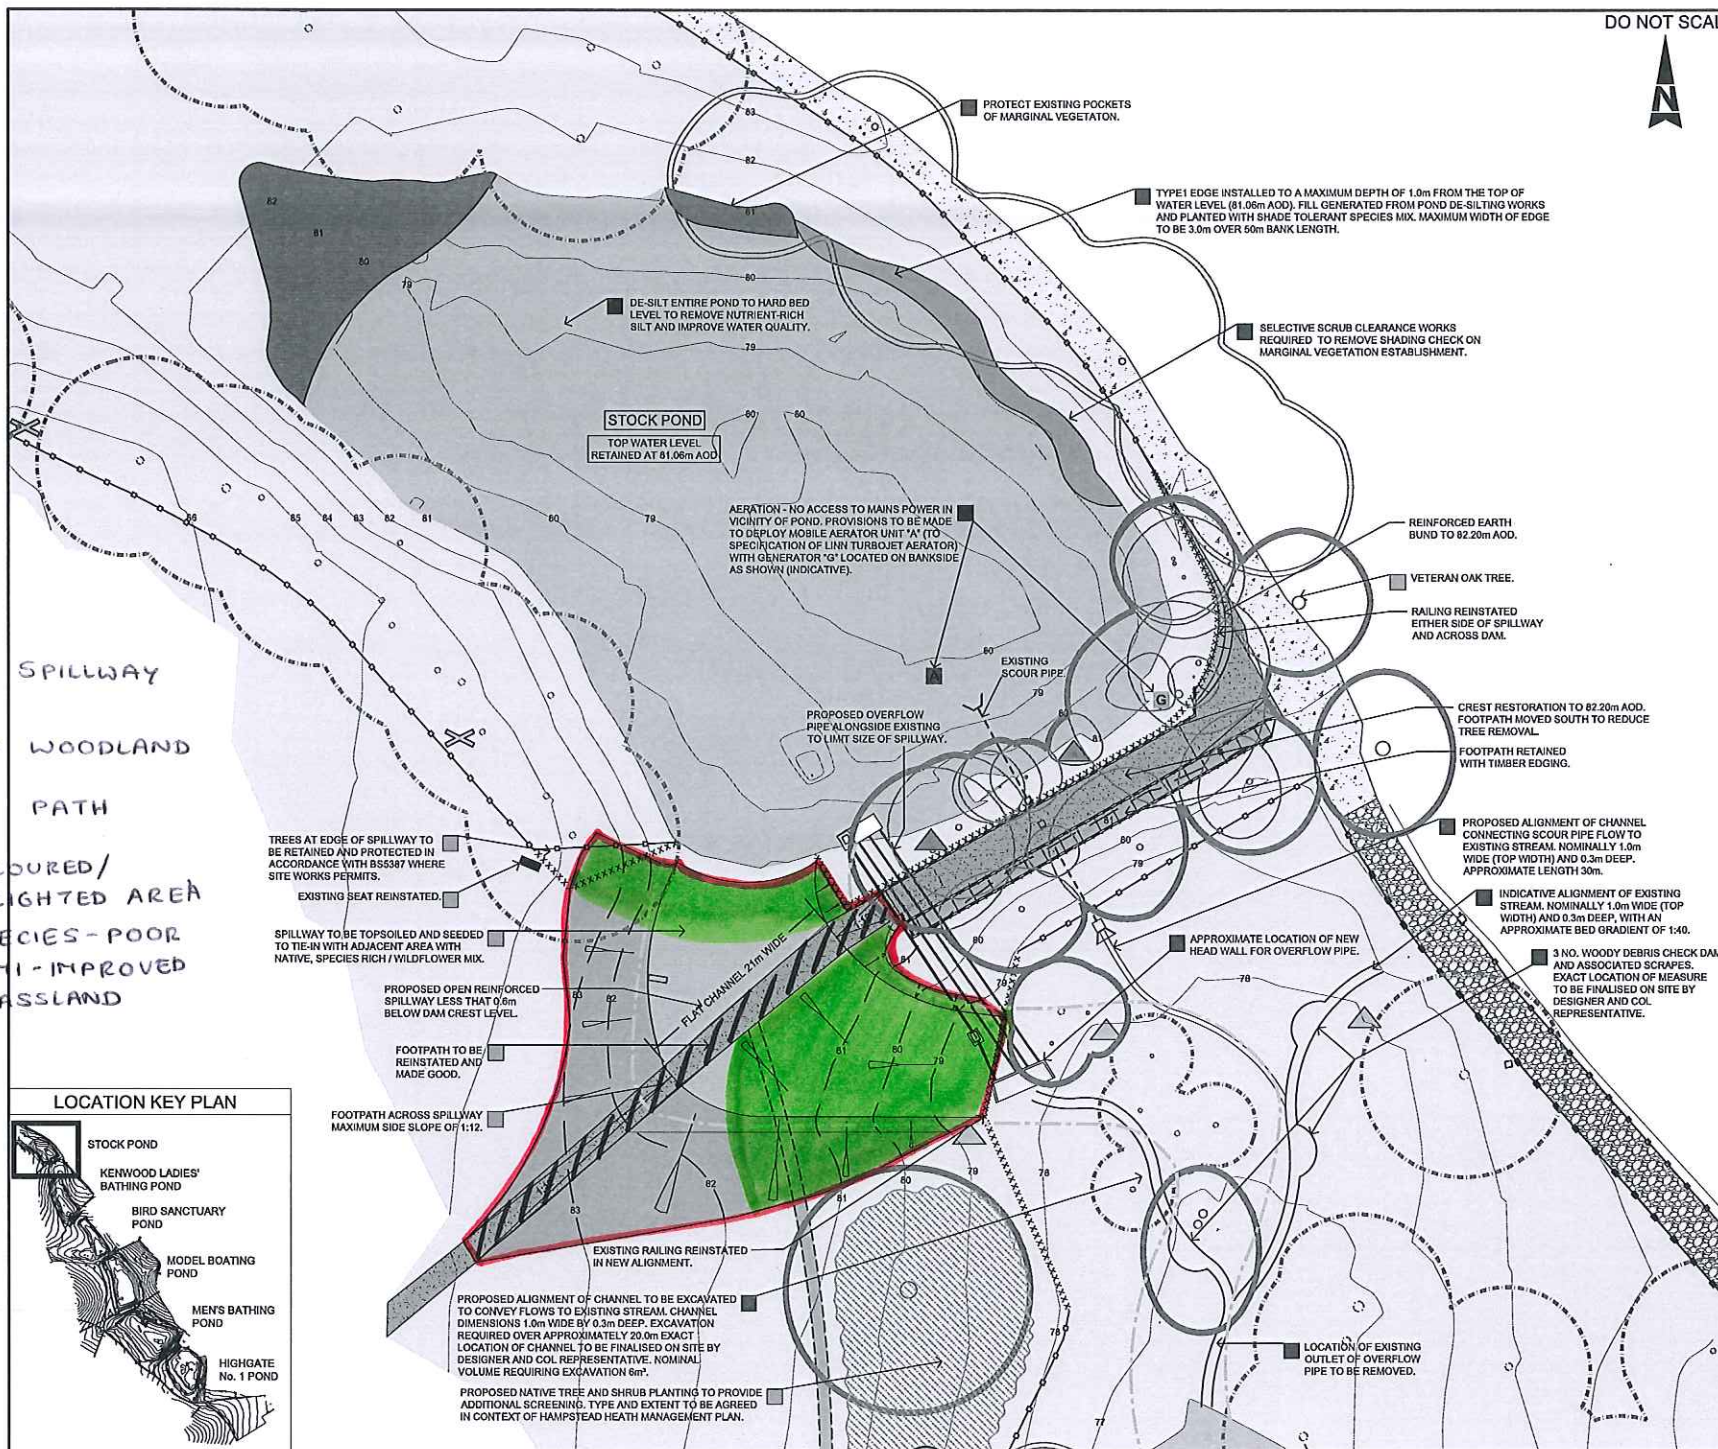 DO NOT SCAL
N
PROTECT EXISTING POCKETS
OF MARGINAL VEGETATON.
TYPE1 EDGE INSTALLED TO A MAXIMUM DEPTH OF 1.0m FROM THE TOP OF
WATER LEVEL (81.06m AOD). FILL GENERATED FROM POND DE-SILTING WORKS
AND PLANTED WITH SHADE TOLERANT SPECIES MIX. MAXIMUM WIDTH OF EDGE
TO BE 3.0m OVER 50m BANK LENGTH.
DE-SILT ENTIRE POND TO HARD BED
LEVEL TO REMOVE NUTRIENT-RICH
SILT AND IMPROVE WATER QUALITY.
SELECTIVE SCRUB CLEARANCE WORKS
REQUIRED TO REMOVE SHADING CHECK ON
MARGINAL VEGETATION ESTABLISHMENT.
STOCK POND
TOP WATER LEVEL
RETAINED AT 81.06m AOD
AERATION - NO ACCESS TO MAINS POWER IN
VICINITY OF POND. PROVISIONS TO BE MADE
TO DEPLOY MOBILE AERATOR UNIT "A" (TO
SPECIFICATION OF LINN TURBOJET AERATOR)
WITH GENERATOR "G" LOCATED ON BANKSIDE
AS SHOWN (INDICATIVE).
REINFORCED EARTH
BUND TO 82.20m AOD.
VETERAN OAK TREE.
RAILING REINSTATED
EITHER SIDE OF SPILLWAY
AND ACROSS DAM.
A
G
EXISTING
SCOUR PIPE.
PROPOSED OVERFLOW
PIPE ALONGSIDE EXISTING
TO LIMIT SIZE OF SPILLWAY.
CREST RESTORATION TO 82.20m AOD.
FOOTPATH MOVED SOUTH TO REDUCE
TREE REMOVAL.
FOOTPATH RETAINED
WITH TIMBER EDGING.
SPILLWAY
WOODLAND
PATH
LOURED/
LIGHTED AREA
ECIES-POOR
MI-IMPROVED
ASSLAND
TREES AT EDGE OF SPILLWAY TO
BE RETAINED AND PROTECTED IN
ACCORDANCE WITH BS5387 WHERE
SITE WORKS PERMITS.
EXISTING SEAT REINSTATED.
SPILLWAY TO BE TOPSOILED AND SEEDED
TO TIE-IN WITH ADJACENT AREA WITH
NATIVE, SPECIES RICH / WILDFLOWER MIX.
PROPOSED OPEN REINFORCED
SPILLWAY LESS THAT 0.6m
BELOW DAM CREST LEVEL.
FLAT CHANNEL 21m WIDE
FOOTPATH TO BE
REINSTATED AND
MADE GOOD.
FOOTPATH ACROSS SPILLWAY
MAXIMUM SIDE SLOPE OF 1:12.
PROPOSED ALIGNMENT OF CHANNEL
CONNECTING SCOUR PIPE FLOW TO
EXISTING STREAM. NOMINALLY 1.0m
WIDE (TOP WIDTH) AND 0.3m DEEP.
APPROXIMATE LENGTH 30m.
INDICATIVE ALIGNMENT OF EXISTING
STREAM. NOMINALLY 1.0m WIDE (TOP
WIDTH) AND 0.3m DEEP, WITH AN
APPROXIMATE BED GRADIENT OF 1:40.
APPROXIMATE LOCATION OF NEW
HEAD WALL FOR OVERFLOW PIPE.
3 NO. WOODY DEBRIS CHECK DAM
AND ASSOCIATED SCRAPES.
EXACT LOCATION OF MEASURE
TO BE FINALISED ON SITE BY
DESIGNER AND COL
REPRESENTATIVE.
EXISTING RAILING REINSTATED
IN NEW ALIGNMENT.
PROPOSED ALIGNMENT OF CHANNEL TO BE EXCAVATED
TO CONVEY FLOWS TO EXISTING STREAM. CHANNEL
DIMENSIONS 1.0m WIDE BY 0.3m DEEP. EXCAVATION
REQUIRED OVER APPROXIMATELY 20.0m EXACT
LOCATION OF CHANNEL TO BE FINALISED ON SITE BY
DESIGNER AND COL REPRESENTATIVE. NOMINAL
VOLUME REQUIRING EXCAVATION 6m³.
PROPOSED NATIVE TREE AND SHRUB PLANTING TO PROVIDE
ADDITIONAL SCREENING. TYPE AND EXTENT TO BE AGREED
IN CONTEXT OF HAMPSTEAD HEATH MANAGEMENT PLAN.
LOCATION OF EXISTING
OUTLET OF OVERFLOW
PIPE TO BE REMOVED.
LOCATION KEY PLAN
STOCK POND
KENWOOD LADIES'
BATHING POND
BIRD SANCTUARY
POND
MODEL BOATING
POND
MEN'S BATHING
POND
HIGHGATE
No. 1 POND